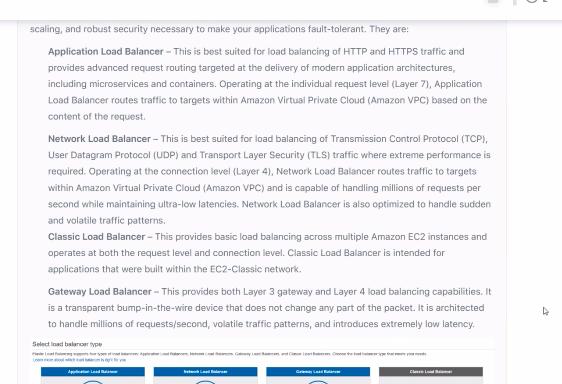 scaling, and robust security necessary to make your applications fault-tolerant. They are:
Application Load Balancer – This is best suited for load balancing of HTTP and HTTPS traffic and
provides advanced request routing targeted at the delivery of modern application architectures,
including microservices and containers. Operating at the individual request level (Layer 7), Application
Load Balancer routes traffic to targets within Amazon Virtual Private Cloud (Amazon VPC) based on the
content of the request.
Network Load Balancer – This is best suited for load balancing of Transmission Control Protocol (TCP),
User Datagram Protocol (UDP) and Transport Layer Security (TLS) traffic where extreme performance is
required. Operating at the connection level (Layer 4), Network Load Balancer routes traffic to targets
within Amazon Virtual Private Cloud (Amazon VPC) and is capable of handling millions of requests per
second while maintaining ultra-low latencies. Network Load Balancer is also optimized to handle sudden
and volatile traffic patterns.
Classic Load Balancer – This provides basic load balancing across multiple Amazon EC2 instances and
operates at both the request level and connection level. Classic Load Balancer is intended for
applications that were built within the EC2-Classic network.
Gateway Load Balancer – This provides both Layer 3 gateway and Layer 4 load balancing capabilities. It
is a transparent bump-in-the-wire device that does not change any part of the packet. It is architected
to handle millions of requests/second, volatile traffic patterns, and introduces extremely low latency.
Select load balancer type
Elastic Load Balancing supports four types of load balancers: Application Load Balancers, Network Load Balancers, Gateway Load Balancers, and Classic Load Balancers. Choose the load balancer type that meets your needs.
Learn more about which load balancer is right for you
Application Load Balancer Network Load Balancer Gateway Load Balancer Classic Load Balancer